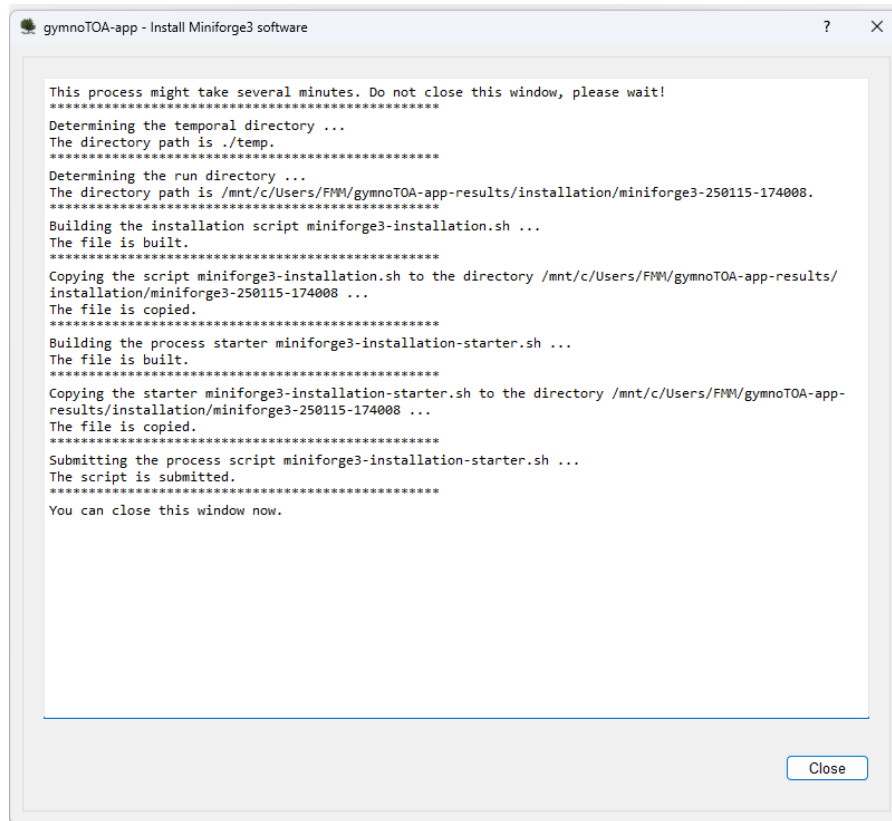 gymnoTOA-app - Install Miniforge3 software
?
This process might take several minutes. Do not close this window, please wait!
**************************************************
Determining the temporal directory ...
The directory path is ./temp.
**************************************************
Determining the run directory ...
The directory path is /mnt/c/Users/FMM/gymnoTOA-app-results/installation/miniforge3-250115-174008.
**************************************************
Building the installation script miniforge3-installation.sh ...
The file is built.
**************************************************
Copying the script miniforge3-installation.sh to the directory /mnt/c/Users/FMM/gymnoTOA-app-results/
installation/miniforge3-250115-174008 ...
The file is copied.
**************************************************
Building the process starter miniforge3-installation-starter.sh ...
The file is built.
**************************************************
Copying the starter miniforge3-installation-starter.sh to the directory /mnt/c/Users/FMM/gymnoTOA-app-
results/installation/miniforge3-250115-174008 ...
The file is copied.
**************************************************
Submitting the process script miniforge3-installation-starter.sh ...
The script is submitted.
**************************************************
You can close this window now.
Close